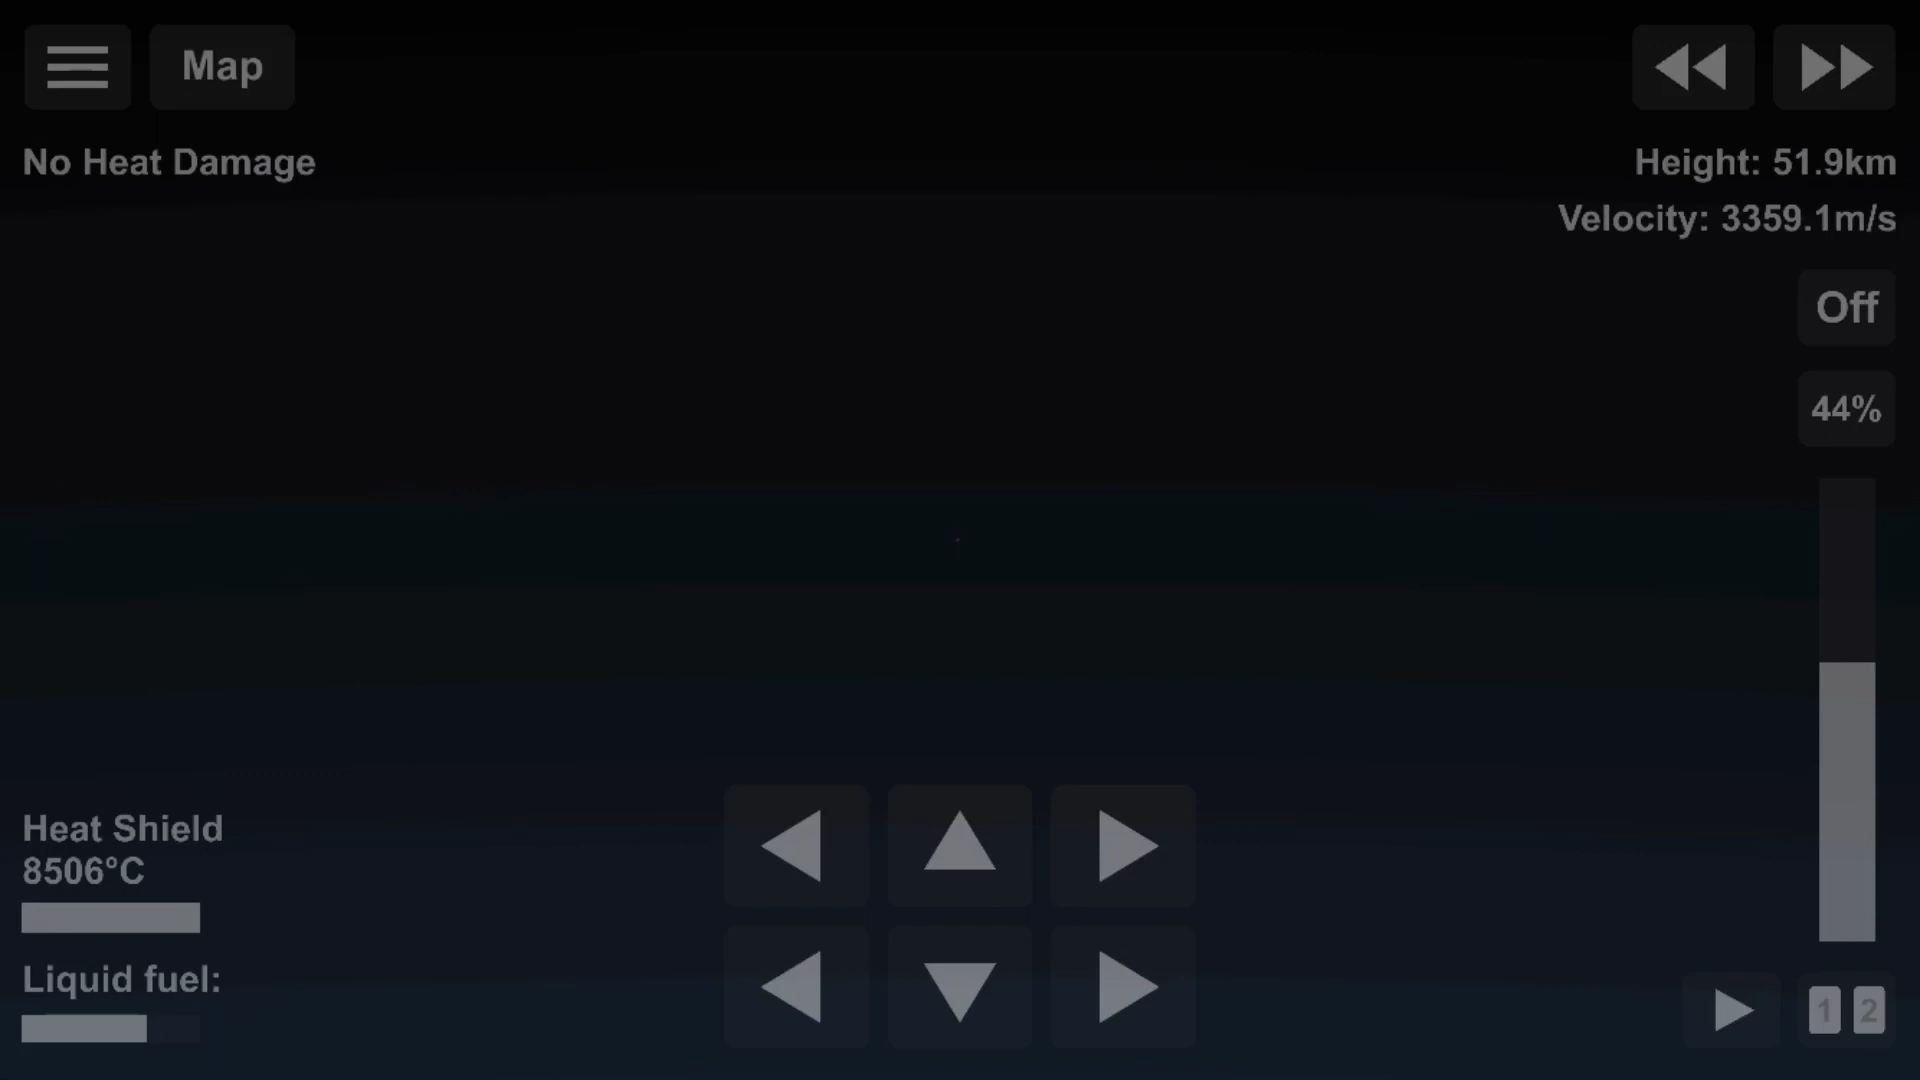 Map
No Heat Damage
Height: 51.9km
Velocity: 3359.1m/s
Off
44%
Heat Shield
8506°C
Liquid fuel:
1 2